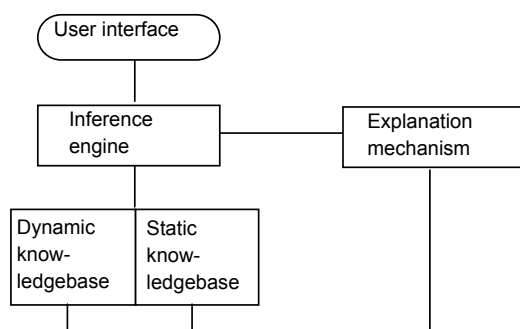 User interface
Inference
engine
Explanation
mechanism
Dynamic
know-
ledgebase
Static
know-
ledgebase